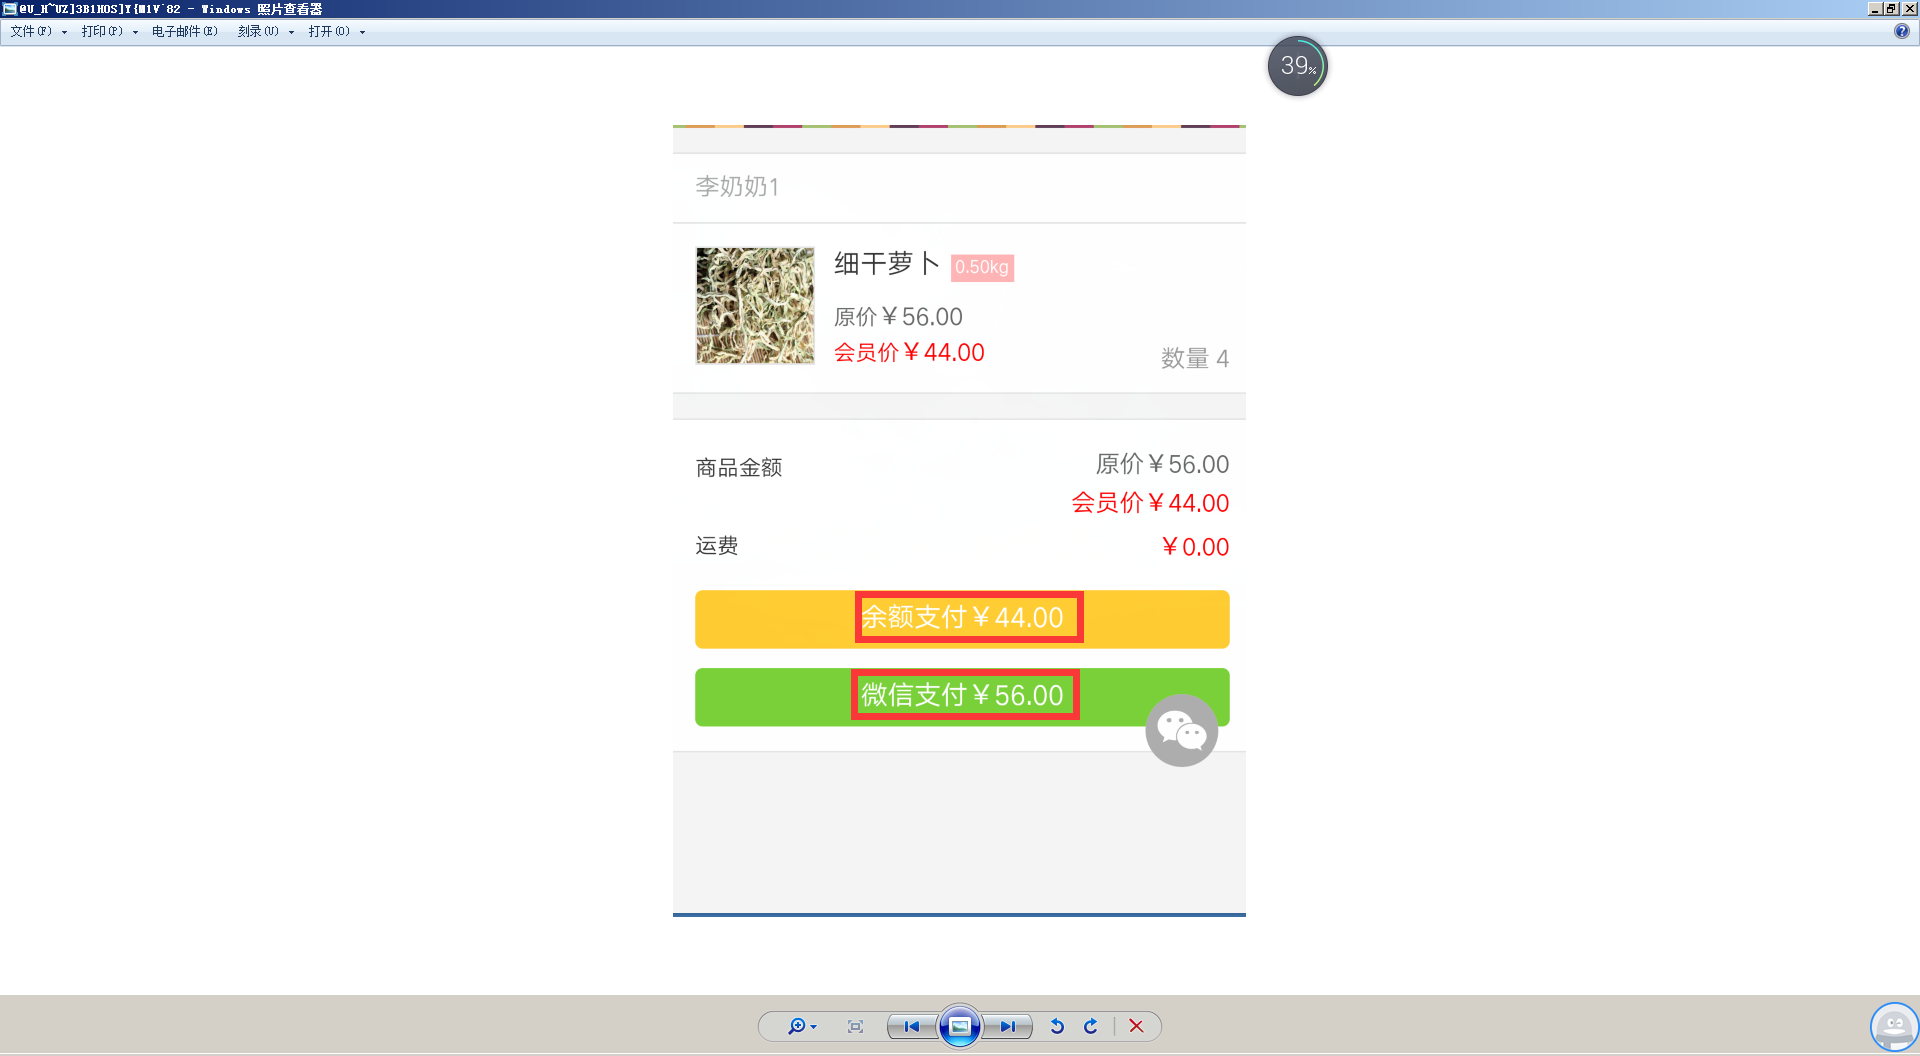 @U_H~UZ]3B1HOS]Y{M1V`82 - Windows 照片查看器
文件(F) 打印(P) 电子邮件(E) 刻录(U) 打开(O)
39%
李奶奶1
细干萝卜 0.50kg
原价￥56.00
会员价￥44.00
数量 4
商品金额 原价￥56.00
会员价￥44.00
运费 ￥0.00
余额支付￥44.00
微信支付￥56.00